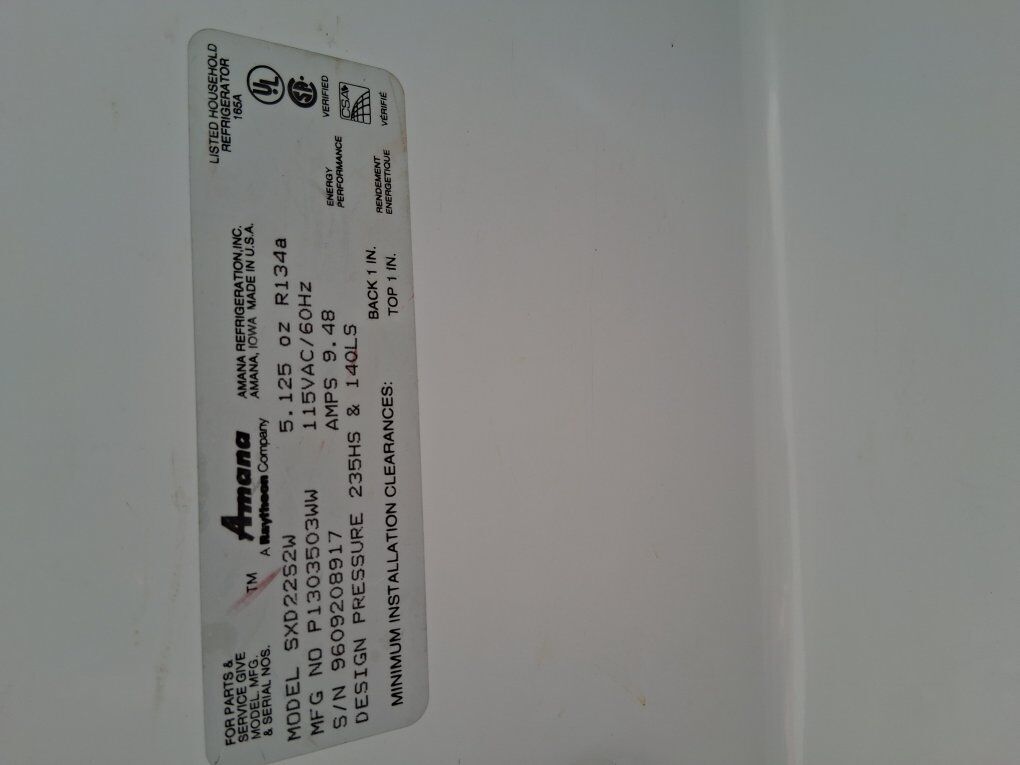 FOR PARTS &
SERVICE GIVE
MODEL, MFG.
& SERIAL NOS.
TM
Amana
A Raytheon Company
AMANA REFRIGERATION, INC.
AMANA, IOWA MADE IN U.S.A.
LISTED HOUSEHOLD
REFRIGERATOR
165A
UL
MODEL SXD22S2W 5.125 oz R134a
MFG NO P1303503WW 115VAC/60Hz
S/N 9609208917 AMPS 9.48
DESIGN PRESSURE 235HS & 140LS
ENERGY
PERFORMANCE
VERIFIED
CSA
RENDEMENT
ENERGETIQUE
VÉRIFIÉ
MINIMUM INSTALLATION CLEARANCES:
BACK 1 IN.
TOP 1 IN.